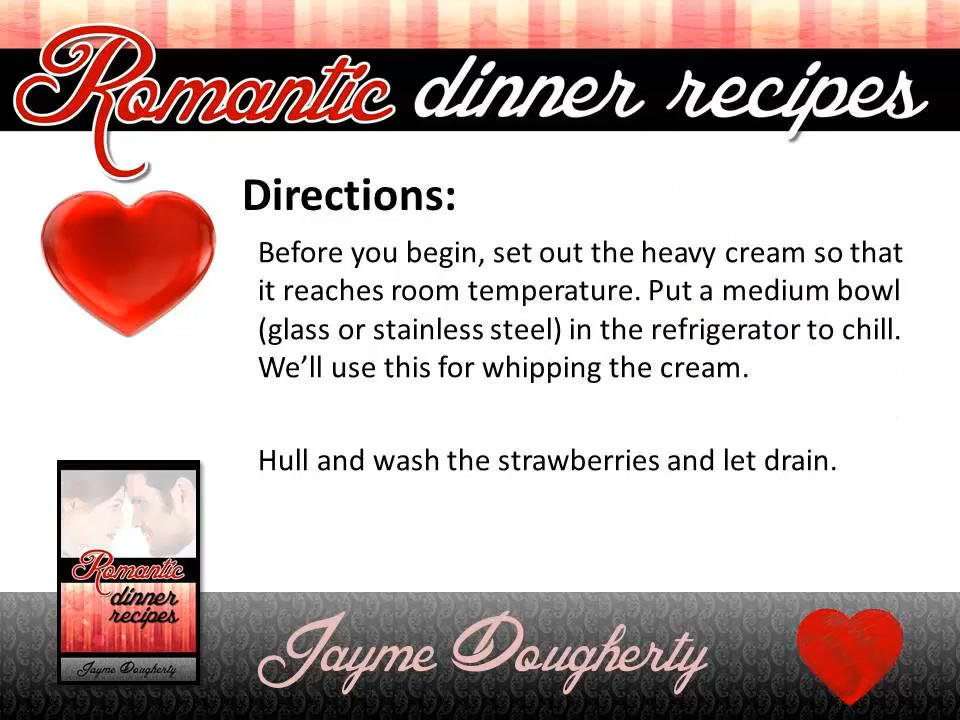 Romantic dinner recipes
Directions:
Before you begin, set out the heavy cream so that
it reaches room temperature. Put a medium bowl
(glass or stainless steel) in the refrigerator to chill.
We’ll use this for whipping the cream.
Hull and wash the strawberries and let drain.
Romantic
dinner
recipes
Jayme Dougherty
Jayme Dougherty